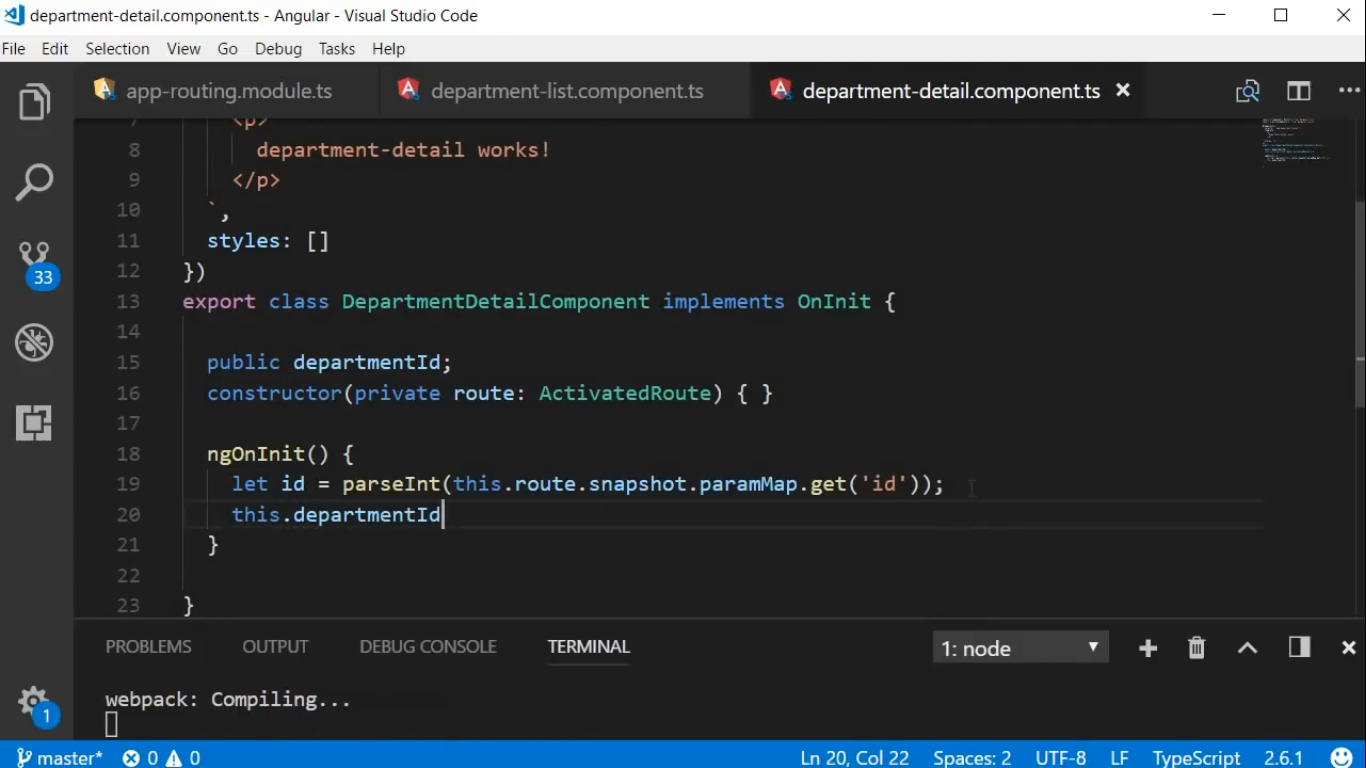 department-detail.component.ts - Angular - Visual Studio Code
File Edit Selection View Go Debug Tasks Help
app-routing.module.ts department-list.component.ts department-detail.component.ts
7 <p>
8 department-detail works!
9 </p>
10 `,
11 styles: []
12 })
13 export class DepartmentDetailComponent implements OnInit {
14
15 public departmentId;
16 constructor(private route: ActivatedRoute) { }
17
18 ngOnInit() {
19 let id = parseInt(this.route.snapshot.paramMap.get('id'));
20 this.departmentId
21 }
22
23 }
33
1
PROBLEMS OUTPUT DEBUG CONSOLE TERMINAL 1: node
webpack: Compiling...
master* 0 0 Ln 20, Col 22 Spaces: 2 UTF-8 LF TypeScript 2.6.1